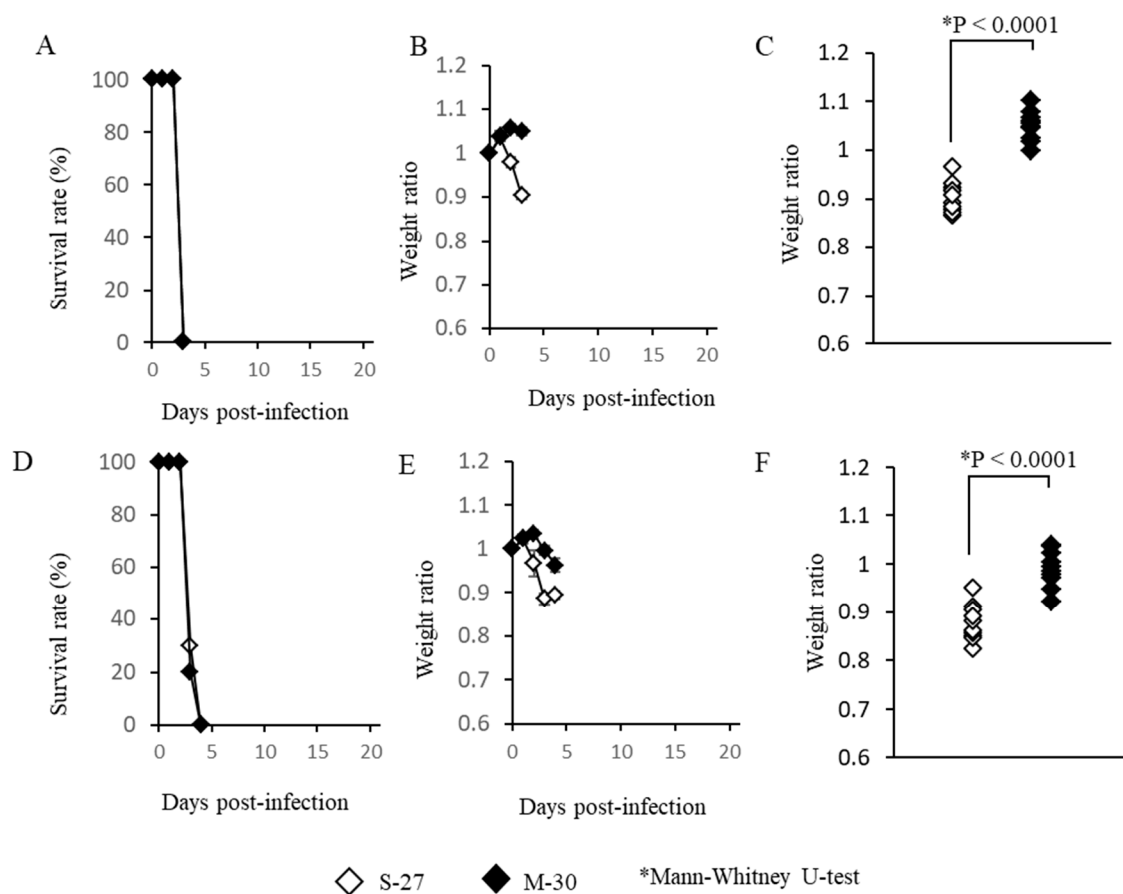 A
Survival rate (%)
100
80
60
40
20
0
0 5 10 15 20
Days post-infection
B
Weight ratio
1.2
1.1
1
0.9
0.8
0.7
0.6
0 5 10 15 20
Days post-infection
C
*P < 0.0001
Weight ratio
1.2
1.1
1
0.9
0.8
0.7
0.6
D
Survival rate (%)
100
80
60
40
20
0
0 5 10 15 20
Days post-infection
E
Weight ratio
1.2
1.1
1
0.9
0.8
0.7
0.6
0 5 10 15 20
Days post-infection
F
*P < 0.0001
Weight ratio
1.2
1.1
1
0.9
0.8
0.7
0.6
S-27 M-30 *Mann-Whitney U-test